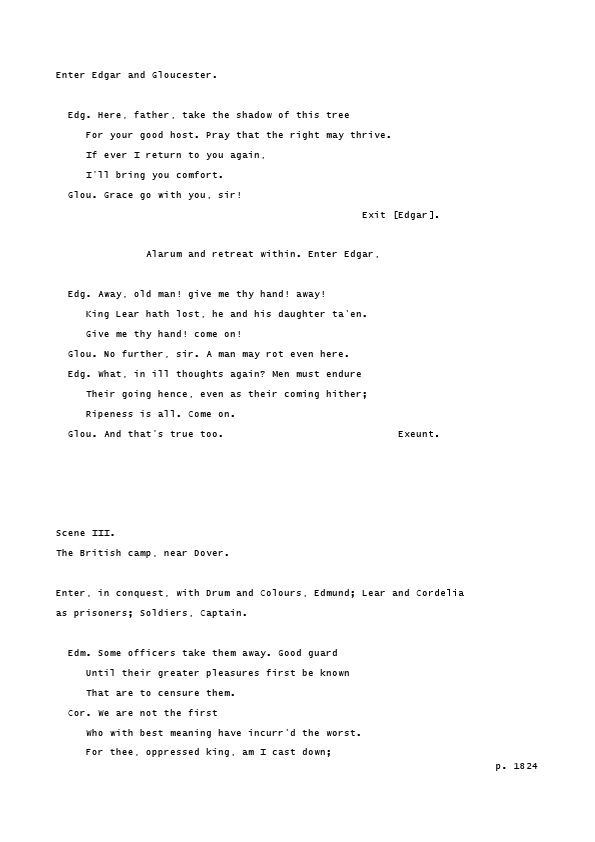 Enter Edgar and Gloucester.
Edg. Here, father, take the shadow of this tree
For your good host. Pray that the right may thrive.
If ever I return to you again,
I'll bring you comfort.
Glou. Grace go with you, sir!
Exit [Edgar].
Alarum and retreat within. Enter Edgar,
Edg. Away, old man! give me thy hand! away!
King Lear hath lost, he and his daughter ta'en.
Give me thy hand! come on!
Glou. No further, sir. A man may rot even here.
Edg. What, in ill thoughts again? Men must endure
Their going hence, even as their coming hither;
Ripeness is all. Come on.
Glou. And that's true too. Exeunt.
Scene III.
The British camp, near Dover.
Enter, in conquest, with Drum and Colours, Edmund; Lear and Cordelia
as prisoners; Soldiers, Captain.
Edm. Some officers take them away. Good guard
Until their greater pleasures first be known
That are to censure them.
Cor. We are not the first
Who with best meaning have incurr'd the worst.
For thee, oppressed king, am I cast down;
p. 1824